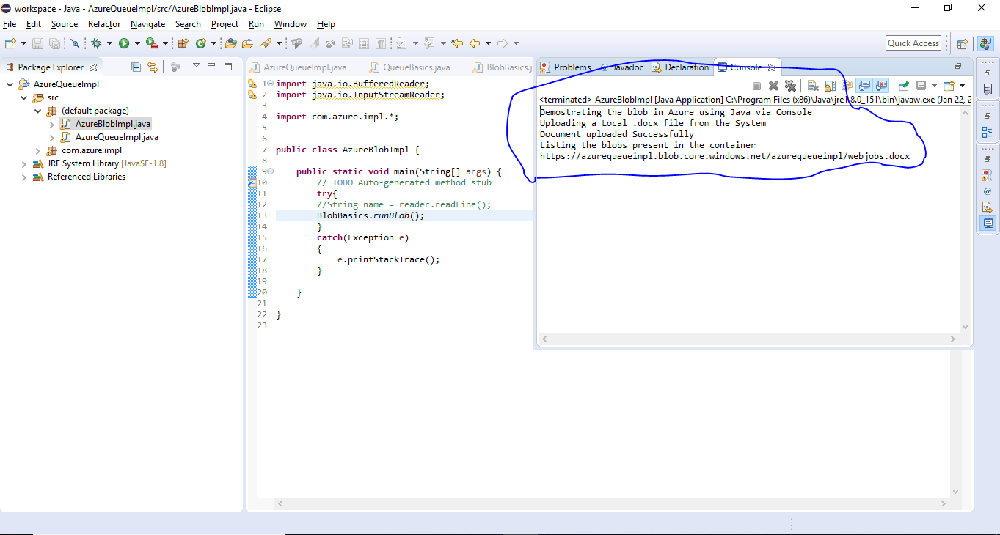 workspace - Java - AzureQueueImpl/src/AzureBlobImpl.java - Eclipse
File Edit Source Refactor Navigate Search Project Run Window Help
Quick Access
Package Explorer
AzureQueueImpl
src
(default package)
AzureBlobImpl.java
AzureQueueImpl.java
com.azure.impl
JRE System Library [JavaSE-1.8]
Referenced Libraries
AzureQueueImpl.java QueueBasics.java BlobBasics.j
1 import java.io.BufferedReader;
2 import java.io.InputStreamReader;
3
4 import com.azure.impl.*;
5
6
7 public class AzureBlobImpl {
8
9 public static void main(String[] args) {
10 // TODO Auto-generated method stub
11 try{
12 //String name = reader.readLine();
13 BlobBasics.runBlob();
14 }
15 catch(Exception e)
16 {
17 e.printStackTrace();
18 }
19
20 }
21
22 }
23
Problems @ Javadoc Declaration Console
<terminated> AzureBlobImpl [Java Application] C:\Program Files (x86)\Java\jre1.8.0_151\bin\javaw.exe (Jan 22, 2
Demostrating the blob in Azure using Java via Console
Uploading a Local .docx file from the System
Document uploaded Successfully
Listing the blobs present in the container
https://azurequeueimpl.blob.core.windows.net/azurequeueimpl/webjobs.docx